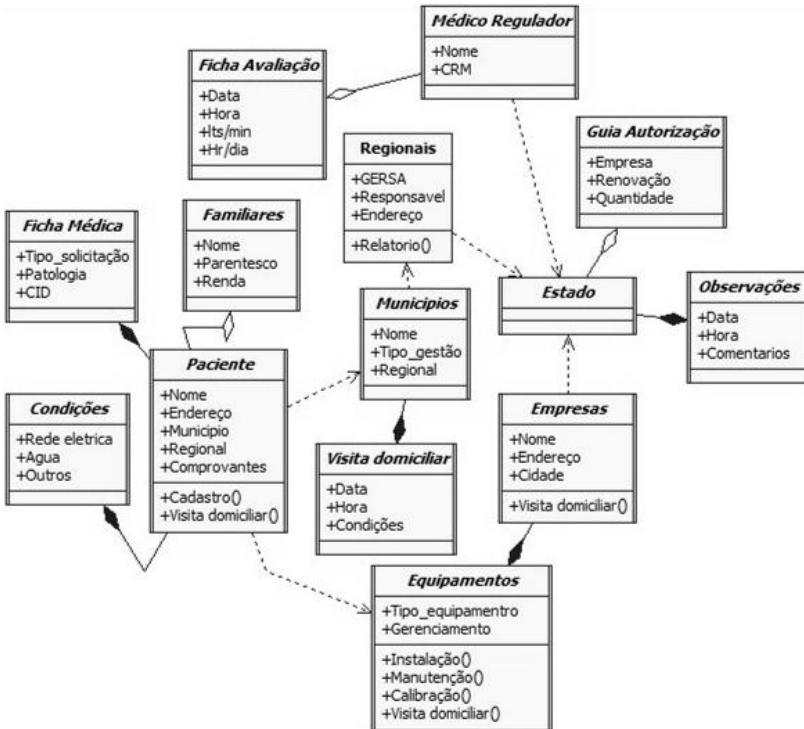 Médico Regulador
+Nome
+CRM
Ficha Avaliação
+Data
+Hora
+lts/min
+Hr/dia
Guia Autorização
+Empresa
+Renovação
+Quantidade
Regionais
+GERSA
+Responsavel
+Endereço
+Relatorio()
Familiares
+Nome
+Parentesco
+Renda
Ficha Médica
+Tipo_solicitação
+Patologia
+CID
Estado
Observações
+Data
+Hora
+Comentarios
Municipios
+Nome
+Tipo_gestão
+Regional
Paciente
+Nome
+Endereço
+Municipio
+Regional
+Comprovantes
+Cadastro()
+Visita domiciliar()
Condições
+Rede eletrica
+Agua
+Outros
Empresas
+Nome
+Endereço
+Cidade
+Visita domiciliar()
Visita domiciliar
+Data
+Hora
+Condições
Equipamentos
+Tipo_equipamentro
+Gerenciamento
+Instalação()
+Manutenção()
+Calibração()
+Visita domiciliar()